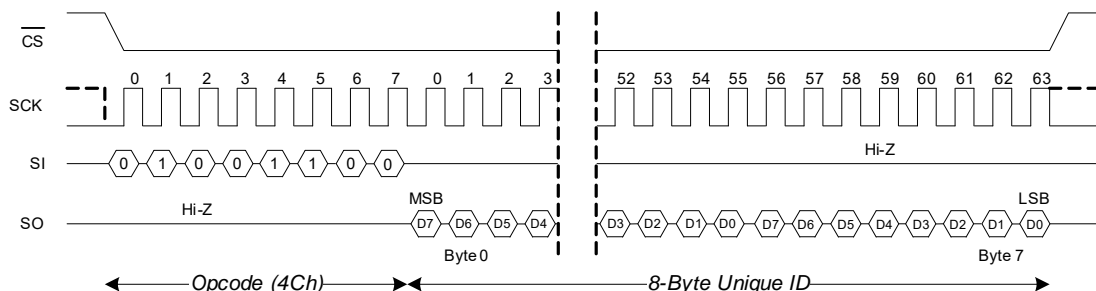 CS
0 1 2 3 4 5 6 7 0 1 2 3 52 53 54 55 56 57 58 59 60 61 62 63
SCK
Hi-Z
SI 0 1 0 0 1 1 0 0
Hi-Z MSB LSB
SO D7 D6 D5 D4 D3 D2 D1 D0 D7 D6 D5 D4 D3 D2 D1 D0
Byte 0 Byte 7
Opcode (4Ch) 8-Byte Unique ID